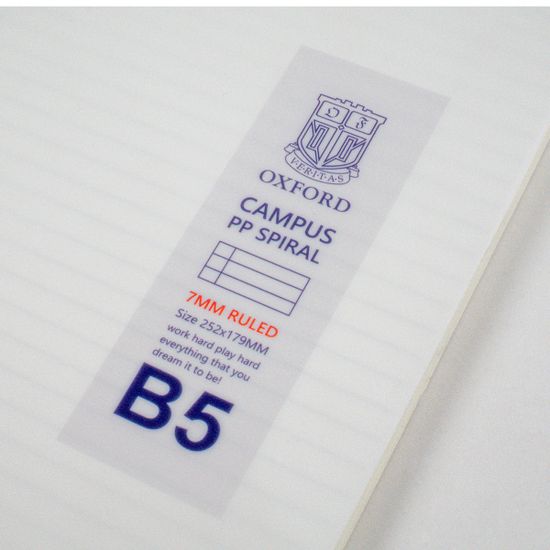 VERITAS
OXFORD
CAMPUS
PP SPIRAL
7MM RULED
Size 252x179MM
work hard play hard
everything that you
dream it to be!
B5